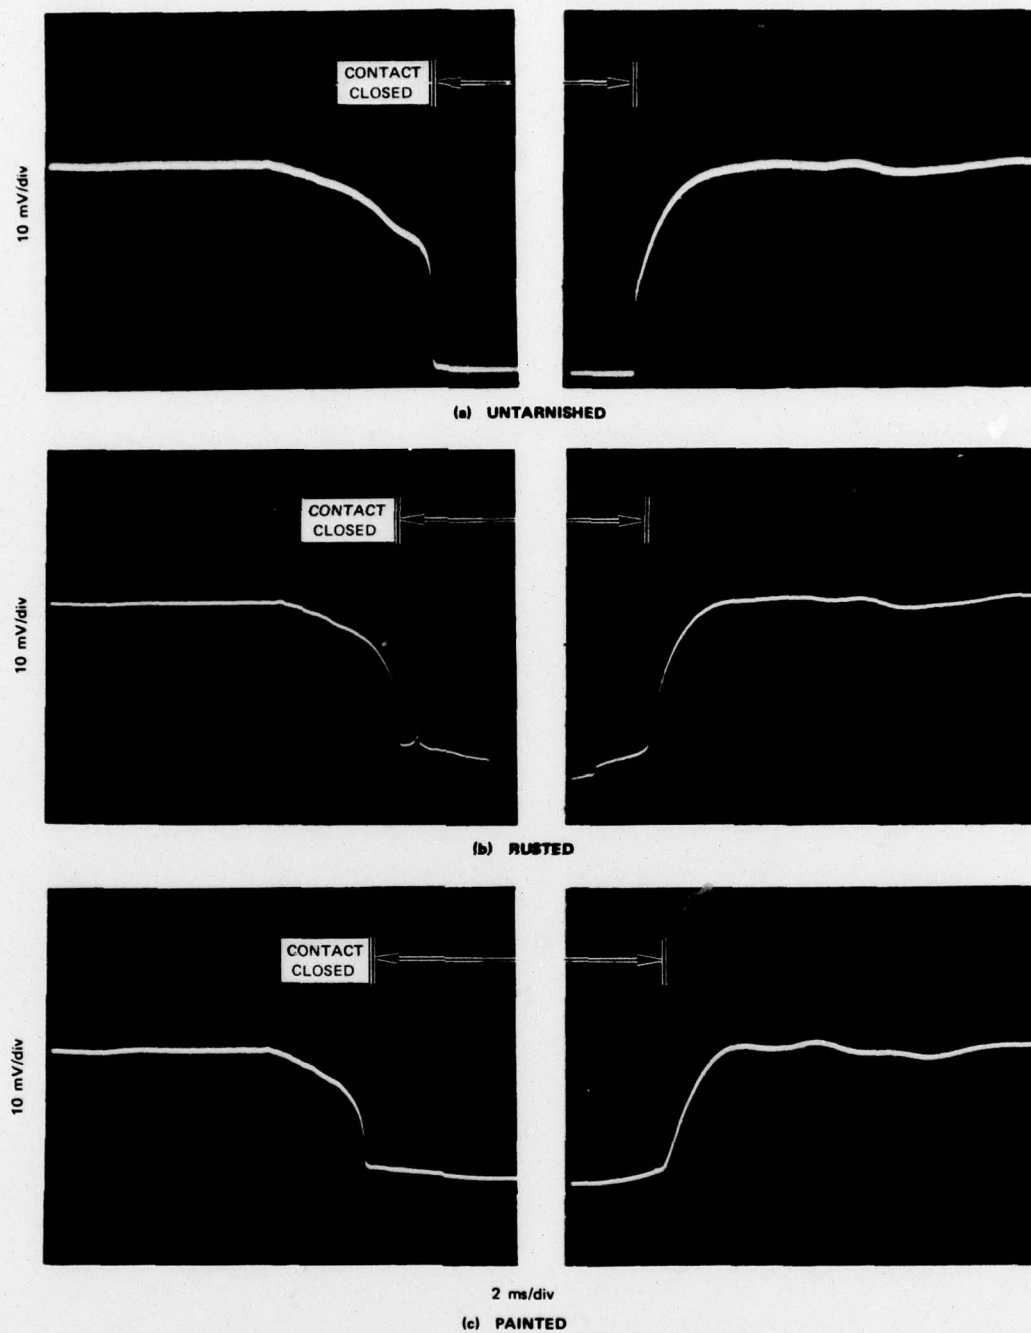 10 mV/div
CONTACT
CLOSED
(a) UNTARNISHED
10 mV/div
CONTACT
CLOSED
(b) RUSTED
10 mV/div
CONTACT
CLOSED
2 ms/div
(c) PAINTED